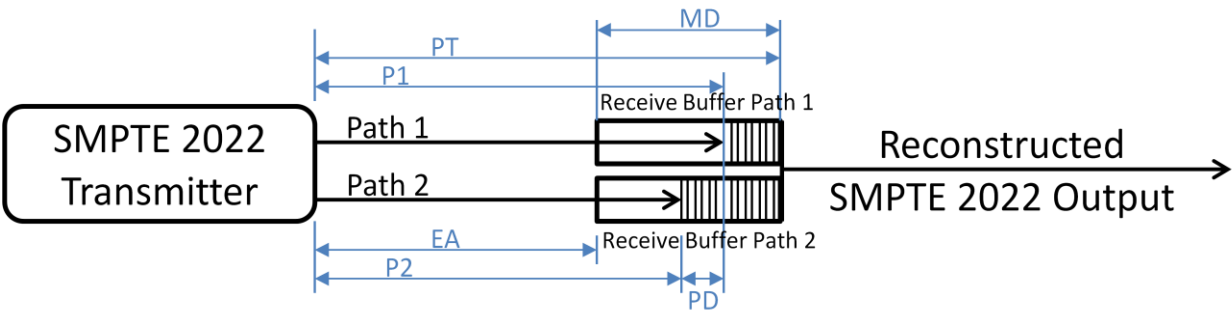 MD
PT
P1
Receive Buffer Path 1
SMPTE 2022
Transmitter
Path 1
Path 2
Reconstructed
SMPTE 2022 Output
EA
Receive Buffer Path 2
P2
PD